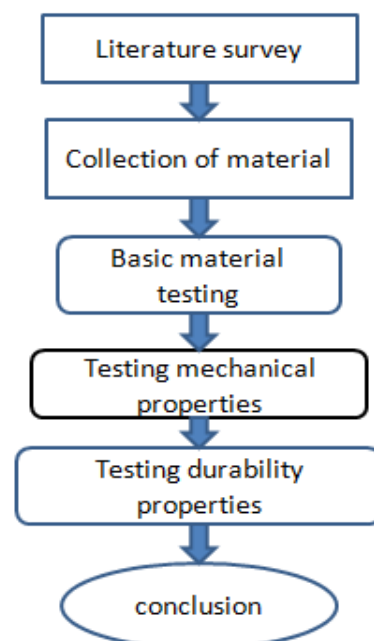 Literature survey
Collection of material
Basic material
testing
Testing mechanical
properties
Testing durability
properties
conclusion